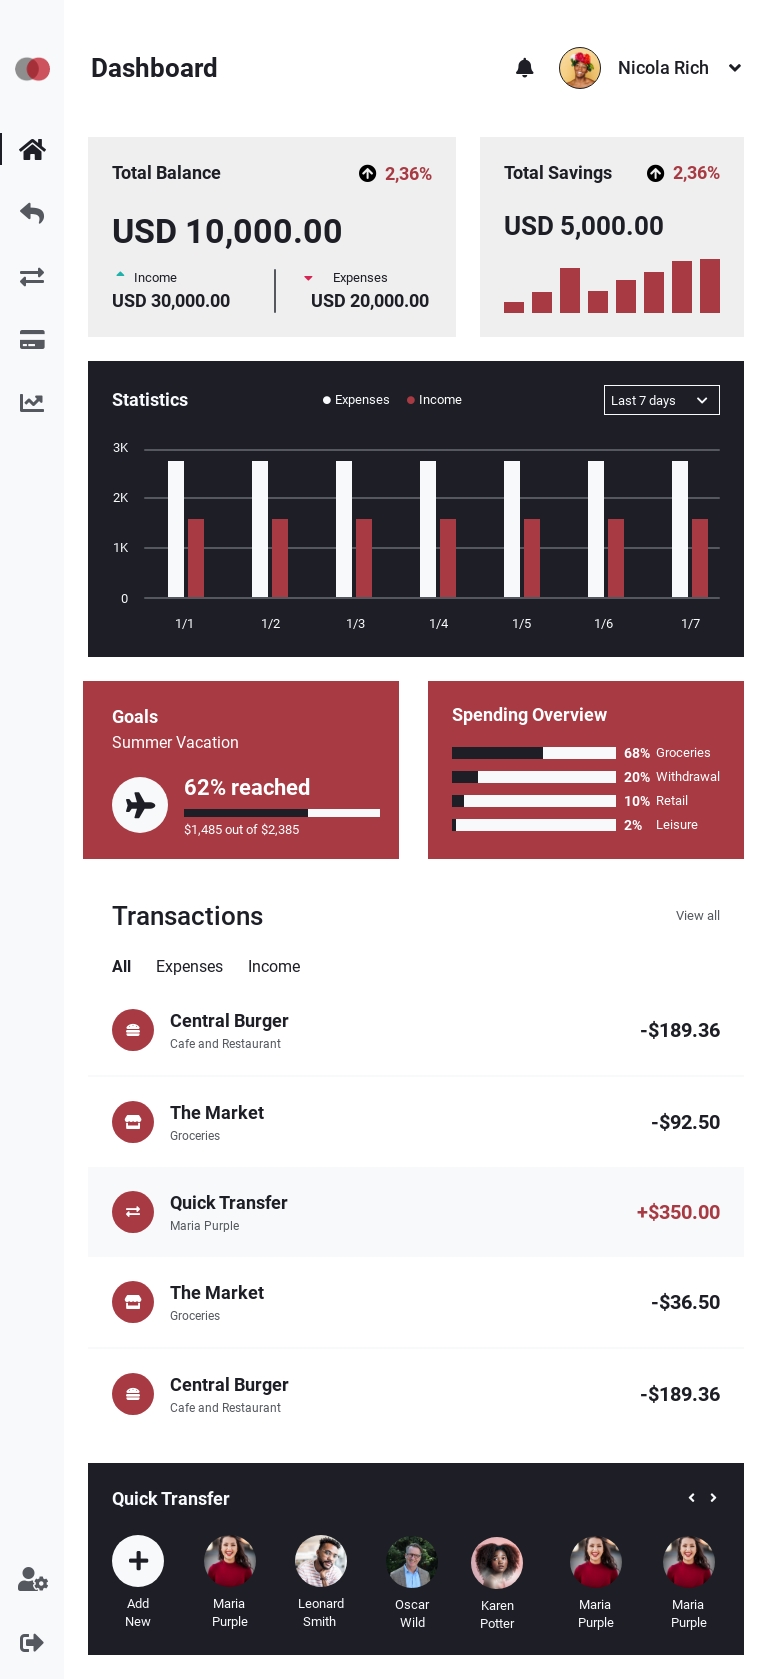 Dashboard
Nicola Rich
Total Balance
2,36%
USD 10,000.00
Income
Expenses
USD 30,000.00
USD 20,000.00
Total Savings
2,36%
USD 5,000.00
Statistics
Expenses
Income
Last 7 days
3K
2K
1K
0
1/1
1/2
1/3
1/4
1/5
1/6
1/7
Goals
Summer Vacation
62% reached
$1,485 out of $2,385
Spending Overview
68% Groceries
20% Withdrawal
10% Retail
2% Leisure
Transactions
View all
All
Expenses
Income
Central Burger
Cafe and Restaurant
-$189.36
The Market
Groceries
-$92.50
Quick Transfer
Maria Purple
+$350.00
The Market
Groceries
-$36.50
Central Burger
Cafe and Restaurant
-$189.36
Quick Transfer
Add
New
Maria
Purple
Leonard
Smith
Oscar
Wild
Karen
Potter
Maria
Purple
Maria
Purple